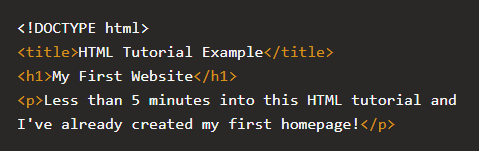 <!DOCTYPE html>
<title>HTML Tutorial Example</title>
<h1>My First Website</h1>
<p>Less than 5 minutes into this HTML tutorial and
I've already created my first homepage!</p>